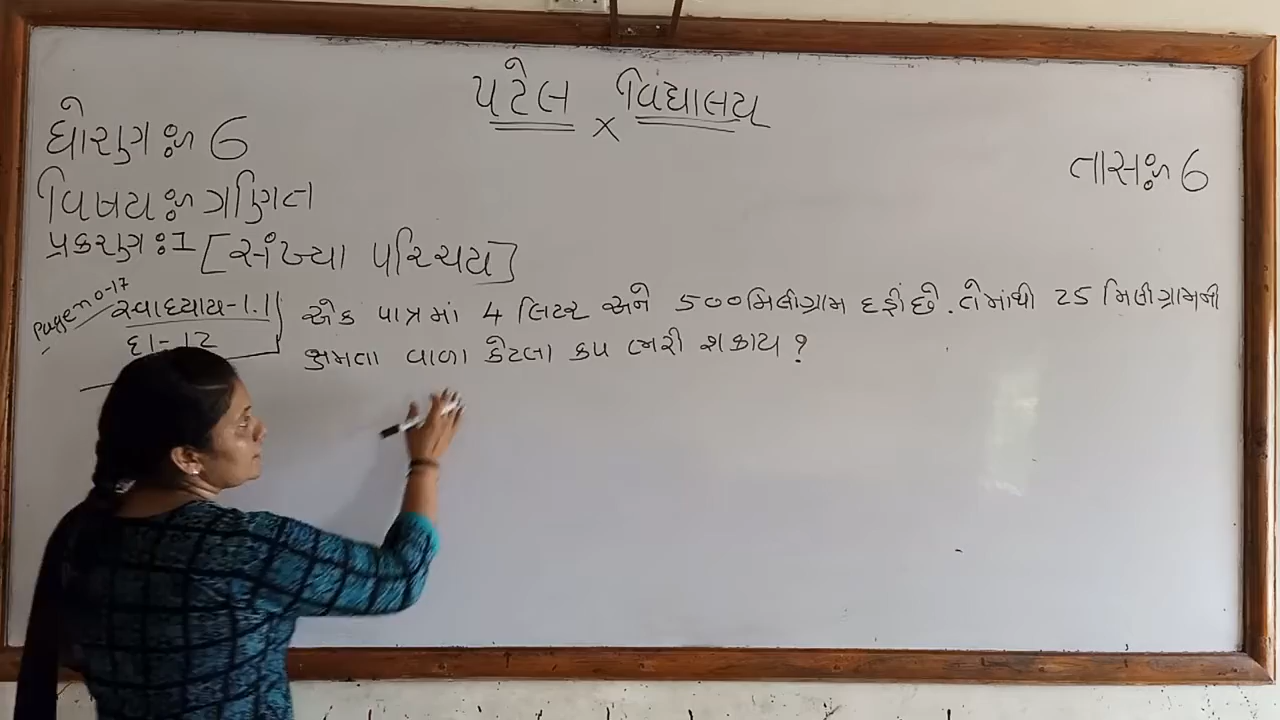 પટેલ × વિદ્યાલય
ધોરણ : 6
તાસ : 6
વિષય : ગણિત
પ્રકરણ : 1 [સંખ્યા પરિચય]
Page no-17
સ્વાધ્યાય-1.1
દા-12
એક પાત્રમાં 4 લિટર અને 500 મિલીગ્રામ દહીં છે. તેમાંથી 25 મિલીગ્રામની
ક્ષમતા વાળા કેટલા કપ ભરી શકાય ?